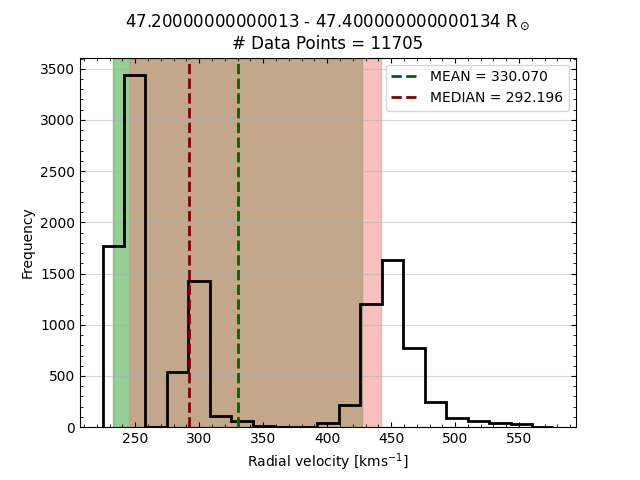 47.20000000000013 - 47.400000000000134 R⊙
# Data Points = 11705
MEAN = 330.070
MEDIAN = 292.196
3500
3000
2500
2000
1500
1000
500
0
Frequency
250 300 350 400 450 500 550
Radial velocity [kms⁻¹]